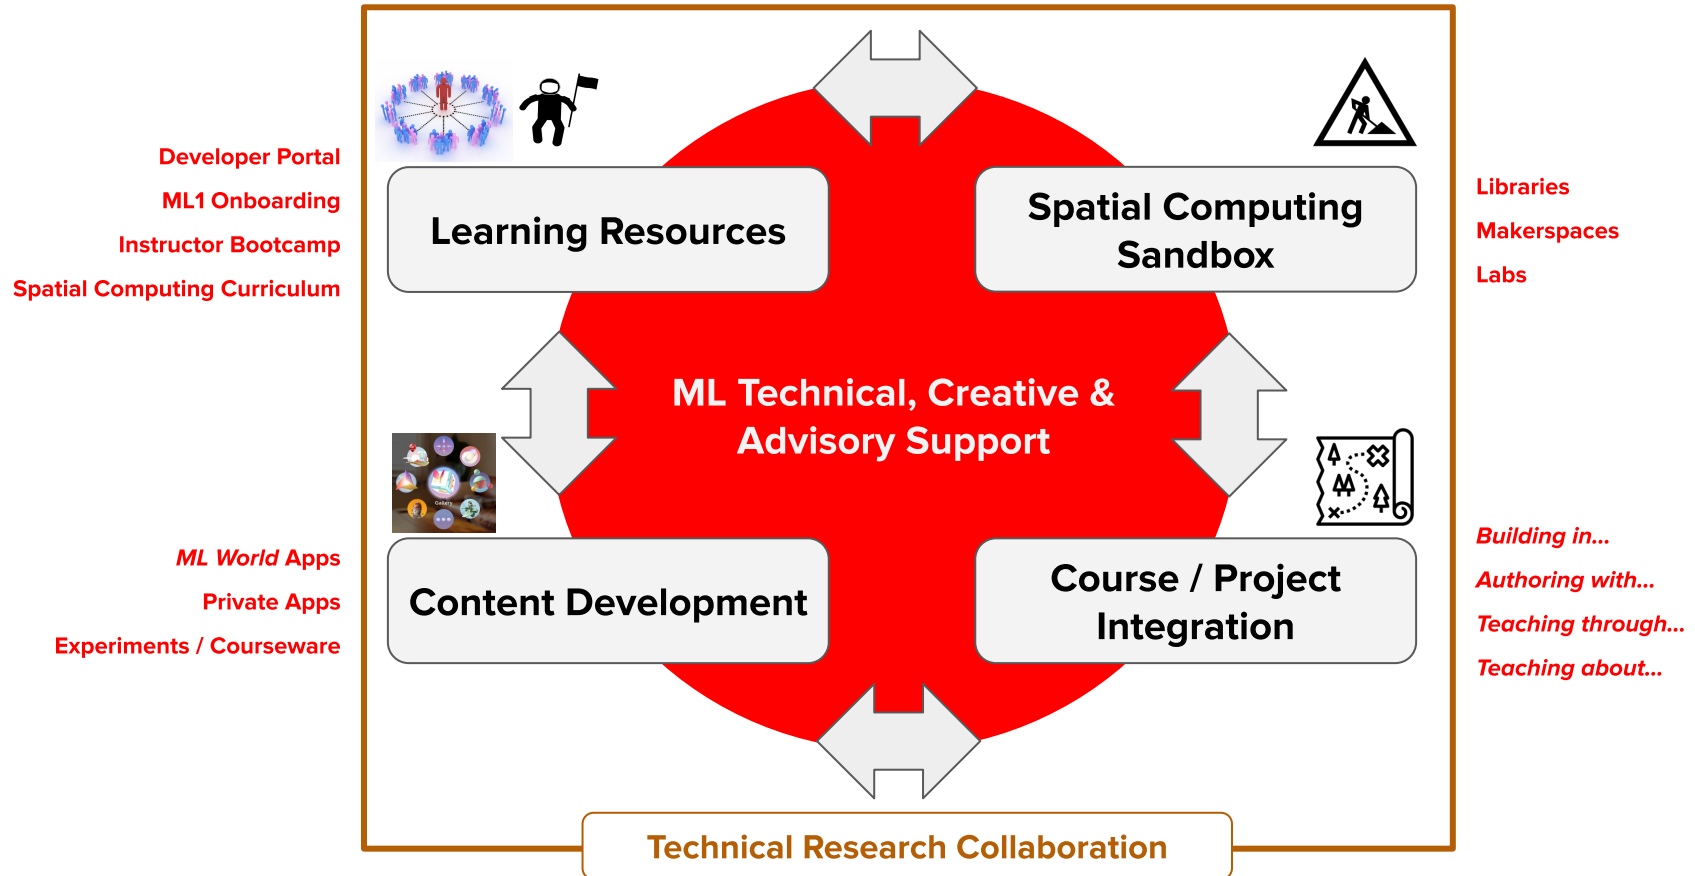 Developer Portal
ML1 Onboarding
Instructor Bootcamp
Spatial Computing Curriculum
Learning Resources
Spatial Computing
Sandbox
Libraries
Makerspaces
Labs
ML Technical, Creative &
Advisory Support
Gallery
ML World Apps
Private Apps
Experiments / Courseware
Content Development
Course / Project
Integration
Building in...
Authoring with...
Teaching through...
Teaching about...
Technical Research Collaboration